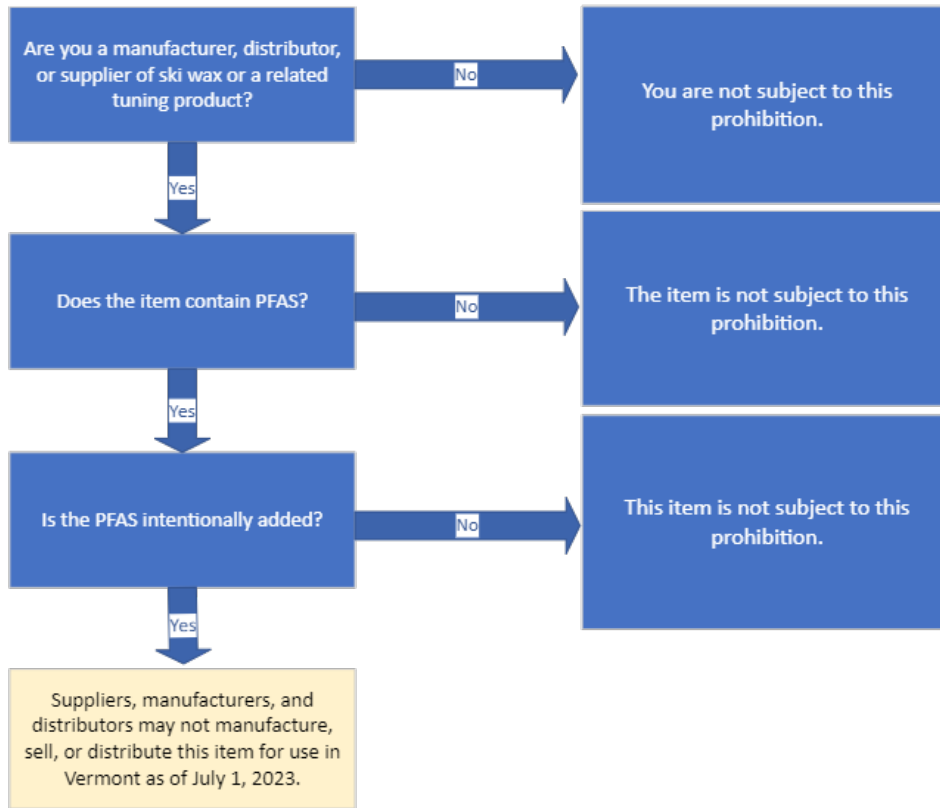 Are you a manufacturer, distributor,
or supplier of ski wax or a related
tuning product?
No
You are not subject to this
prohibition.
Yes
Does the item contain PFAS?
No
The item is not subject to this
prohibition.
Yes
Is the PFAS intentionally added?
No
This item is not subject to this
prohibition.
Yes
Suppliers, manufacturers, and
distributors may not manufacture,
sell, or distribute this item for use in
Vermont as of July 1, 2023.